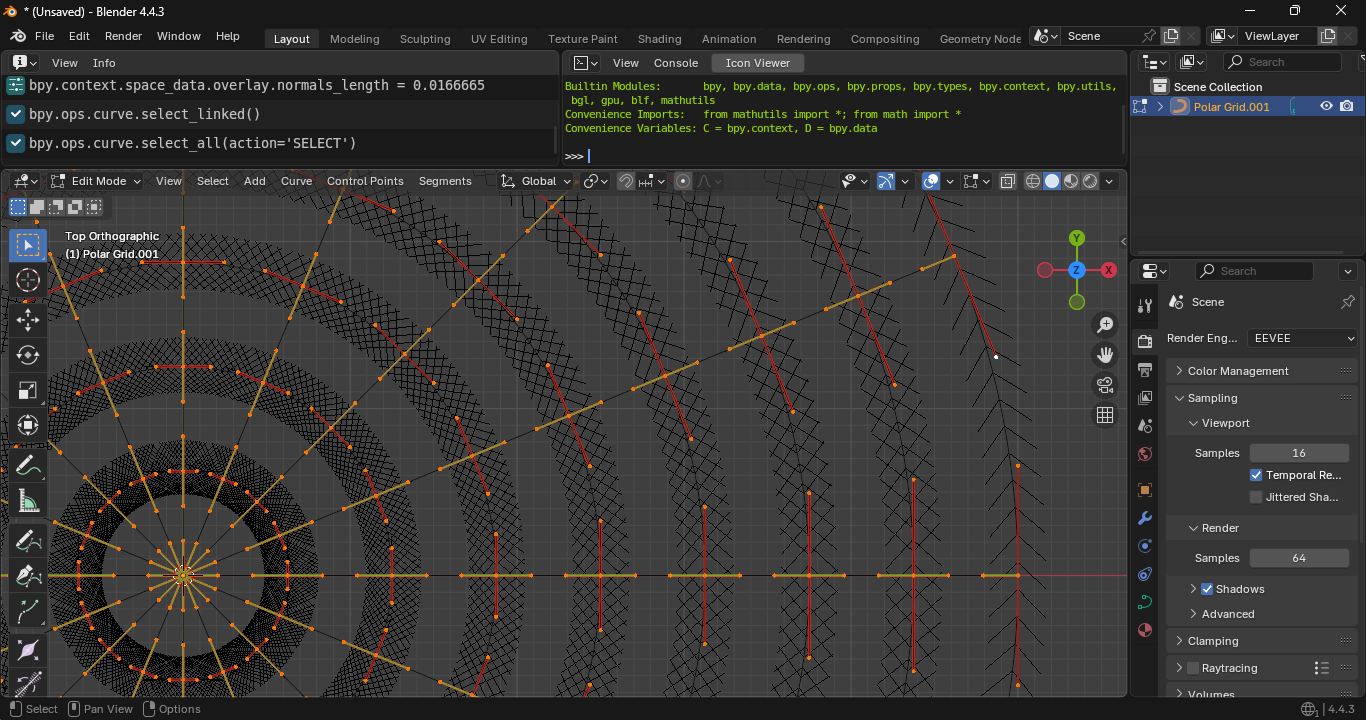 * (Unsaved) - Blender 4.4.3
File Edit Render Window Help
Layout Modeling Sculpting UV Editing Texture Paint Shading Animation Rendering Compositing Geometry Node
Scene
ViewLayer
View Info
bpy.context.space_data.overlay.normals_length = 0.0166665
bpy.ops.curve.select_linked()
bpy.ops.curve.select_all(action='SELECT')
View Console Icon Viewer
Builtin Modules: bpy, bpy.data, bpy.ops, bpy.props, bpy.types, bpy.context, bpy.utils,
bgl, gpu, blf, mathutils
Convenience Imports: from mathutils import *; from math import *
Convenience Variables: C = bpy.context, D = bpy.data
>>>
Search
Scene Collection
Polar Grid.001
Edit Mode View Select Add Curve Control Points Segments Global
Top Orthographic
(1) Polar Grid.001
Y
X
Z
Search
Scene
Render Eng... EEVEE
Color Management
Sampling
Viewport
Samples 16
Temporal Re...
Jittered Sha...
Render
Samples 64
Shadows
Advanced
Clamping
Raytracing
Volumes
Select Pan View Options
1 4.4.3